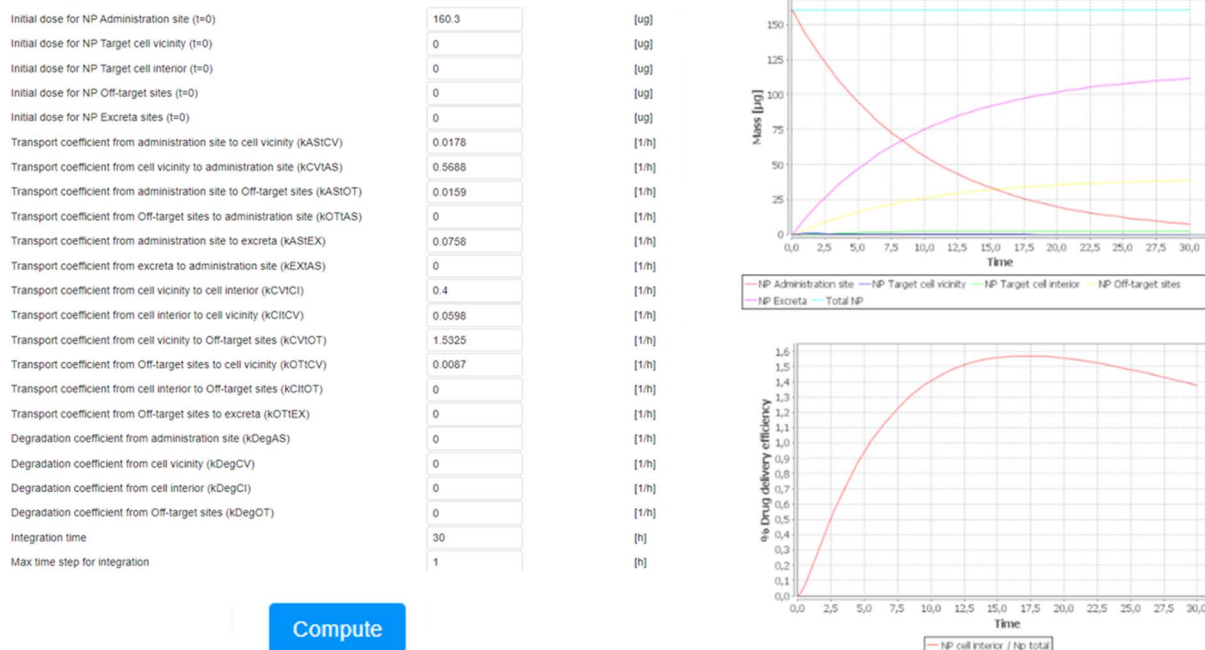 Initial dose for NP Administration site (t=0) 160.3 [ug]
Initial dose for NP Target cell vicinity (t=0) 0 [ug]
Initial dose for NP Target cell interior (t=0) 0 [ug]
Initial dose for NP Off-target sites (t=0) 0 [ug]
Initial dose for NP Excreta sites (t=0) 0 [ug]
Transport coefficient from administration site to cell vicinity (kAStCV) 0.0178 [1/h]
Transport coefficient from cell vicinity to administration site (kCVtAS) 0.5688 [1/h]
Transport coefficient from administration site to Off-target sites (kAStOT) 0.0159 [1/h]
Transport coefficient from Off-target sites to administration site (kOTtAS) 0 [1/h]
Transport coefficient from administration site to excreta (kAStEX) 0.0758 [1/h]
Transport coefficient from excreta to administration site (kEXtAS) 0 [1/h]
Transport coefficient from cell vicinity to cell interior (kCVtCI) 0.4 [1/h]
Transport coefficient from cell interior to cell vicinity (kCItCV) 0.0598 [1/h]
Transport coefficient from cell vicinity to Off-target sites (kCVtOT) 1.5325 [1/h]
Transport coefficient from Off-target sites to cell vicinity (kOTtCV) 0.0087 [1/h]
Transport coefficient from cell interior to Off-target sites (kCItOT) 0 [1/h]
Transport coefficient from Off-target sites to excreta (kOTtEX) 0 [1/h]
Degradation coefficient from administration site (kDegAS) 0 [1/h]
Degradation coefficient from cell vicinity (kDegCV) 0 [1/h]
Degradation coefficient from cell interior (kDegCI) 0 [1/h]
Degradation coefficient from Off-target sites (kDegOT) 0 [1/h]
Integration time 30 [h]
Max time step for integration 1 [h]
Compute
Mass [µg]
150
125
100
75
50
25
0
0,0 2,5 5,0 7,5 10,0 12,5 15,0 17,5 20,0 22,5 25,0 27,5 30,0
Time
NP Administration site NP Target cell vicinity NP Target cell interior NP Off-target sites
NP Excreta Total NP
% Drug delivery efficiency
1,6
1,5
1,4
1,3
1,2
1,1
1,0
0,9
0,8
0,7
0,6
0,5
0,4
0,3
0,2
0,1
0,0
0,0 2,5 5,0 7,5 10,0 12,5 15,0 17,5 20,0 22,5 25,0 27,5 30,0
Time
NP cell interior / Np total